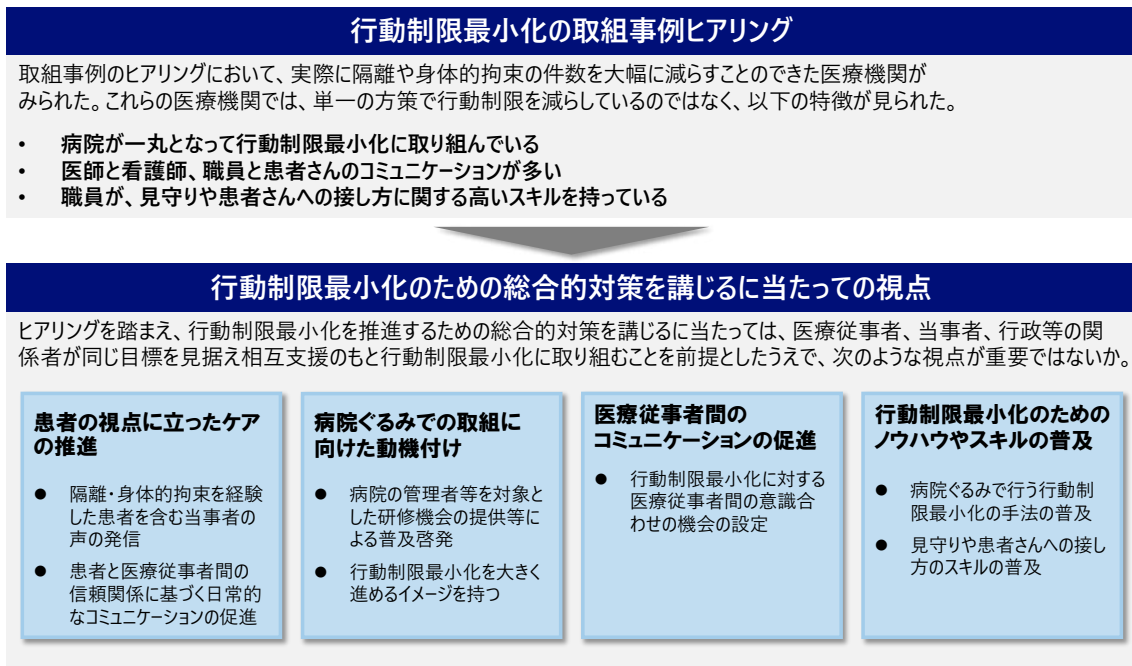 行動制限最小化の取組事例ヒアリング
取組事例のヒアリングにおいて、実際に隔離や身体的拘束の件数を大幅に減らすことのできた医療機関が
みられた。これらの医療機関では、単一の方策で行動制限を減らしているのではなく、以下の特徴が見られた。
• 病院が一丸となって行動制限最小化に取り組んでいる
• 医師と看護師、職員と患者さんのコミュニケーションが多い
• 職員が、見守りや患者さんへの接し方に関する高いスキルを持っている
行動制限最小化のための総合的対策を講じるに当たっての視点
ヒアリングを踏まえ、行動制限最小化を推進するための総合的対策を講じるに当たっては、医療従事者、当事者、行政等の関
係者が同じ目標を見据え相互支援のもと行動制限最小化に取り組むことを前提としたうえで、次のような視点が重要ではないか。
患者の視点に立ったケア
の推進
● 隔離・身体的拘束を経験
した患者を含む当事者の
声の発信
● 患者と医療従事者間の
信頼関係に基づく日常的
なコミュニケーションの促進
病院ぐるみでの取組に
向けた動機付け
● 病院の管理者等を対象と
した研修機会の提供等に
よる普及啓発
● 行動制限最小化を大きく
進めるイメージを持つ
医療従事者間の
コミュニケーションの促進
● 行動制限最小化に対する
医療従事者間の意識合
わせの機会の設定
行動制限最小化のための
ノウハウやスキルの普及
● 病院ぐるみで行う行動制
限最小化の手法の普及
● 見守りや患者さんへの接し
方のスキルの普及